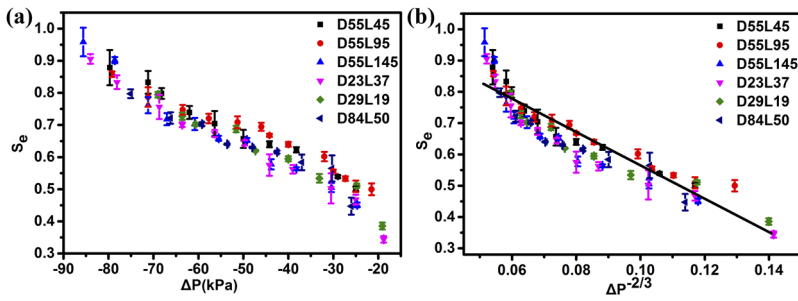 (a)
D55L45
D55L95
D55L145
D23L37
D29L19
D84L50
Se
1.0
0.9
0.8
0.7
0.6
0.5
0.4
0.3
-90 -80 -70 -60 -50 -40 -30 -20
ΔP(kPa)
(b)
D55L45
D55L95
D55L145
D23L37
D29L19
D84L50
Se
1.0
0.9
0.8
0.7
0.6
0.5
0.4
0.3
0.06 0.08 0.10 0.12 0.14
ΔP-2/3